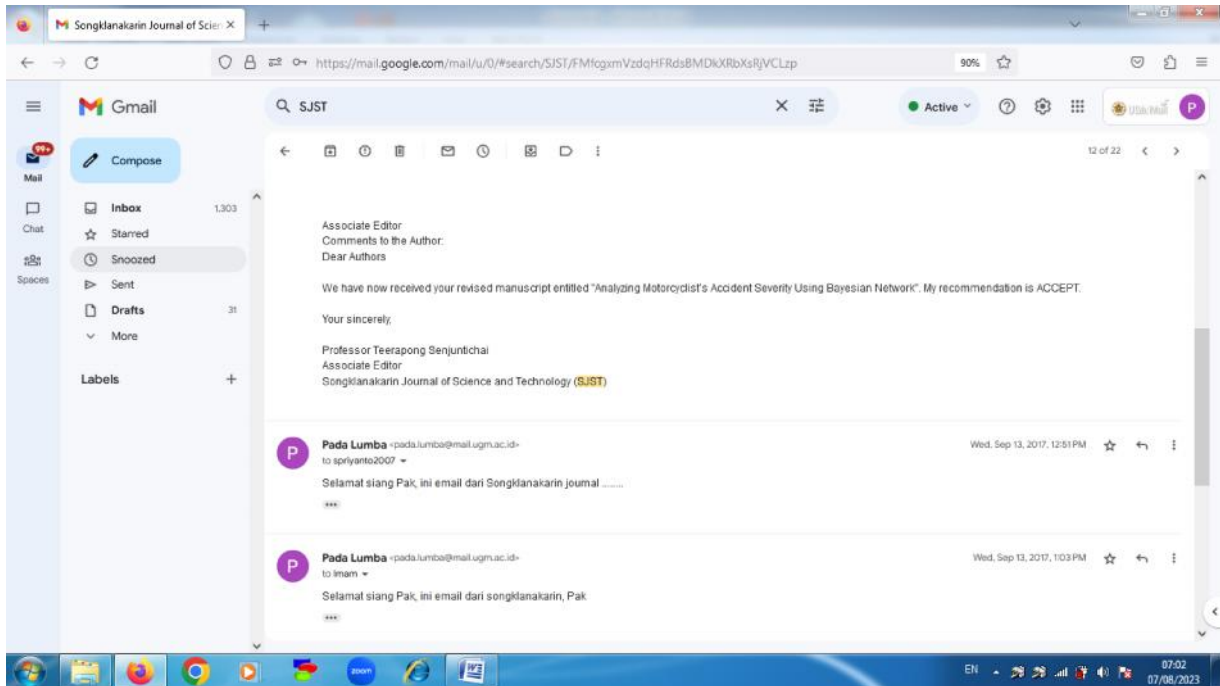 Songklanakarin Journal of Scien
https://mail.google.com/mail/u/0/#search/SJST/FMfcgxmVzdqHFRdsBMDkXRbXsRjVCLzp
90%
Gmail
SJST
Active
P
99+
Mail
Compose
12 of 22
Inbox 1,303
Chat
Starred
Snoozed
Spaces
Sent
Drafts 31
More
Labels
Associate Editor
Comments to the Author:
Dear Authors
We have now received your revised manuscript entitled "Analyzing Motorcyclist's Accident Severity Using Bayesian Network". My recommendation is ACCEPT.
Your sincerely,
Professor Teerapong Senjuntichai
Associate Editor
Songklanakarin Journal of Science and Technology (SJST)
P
Pada Lumba <pada.lumba@mail.ugm.ac.id> Wed, Sep 13, 2017, 12:51 PM
to spriyanto2007
Selamat siang Pak, ini email dari Songklanakarin journal ........
P
Pada Lumba <pada.lumba@mail.ugm.ac.id> Wed, Sep 13, 2017, 1:03 PM
to Imam
Selamat siang Pak, ini email dari songklanakarin, Pak
zoom
EN
07:02
07/08/2023